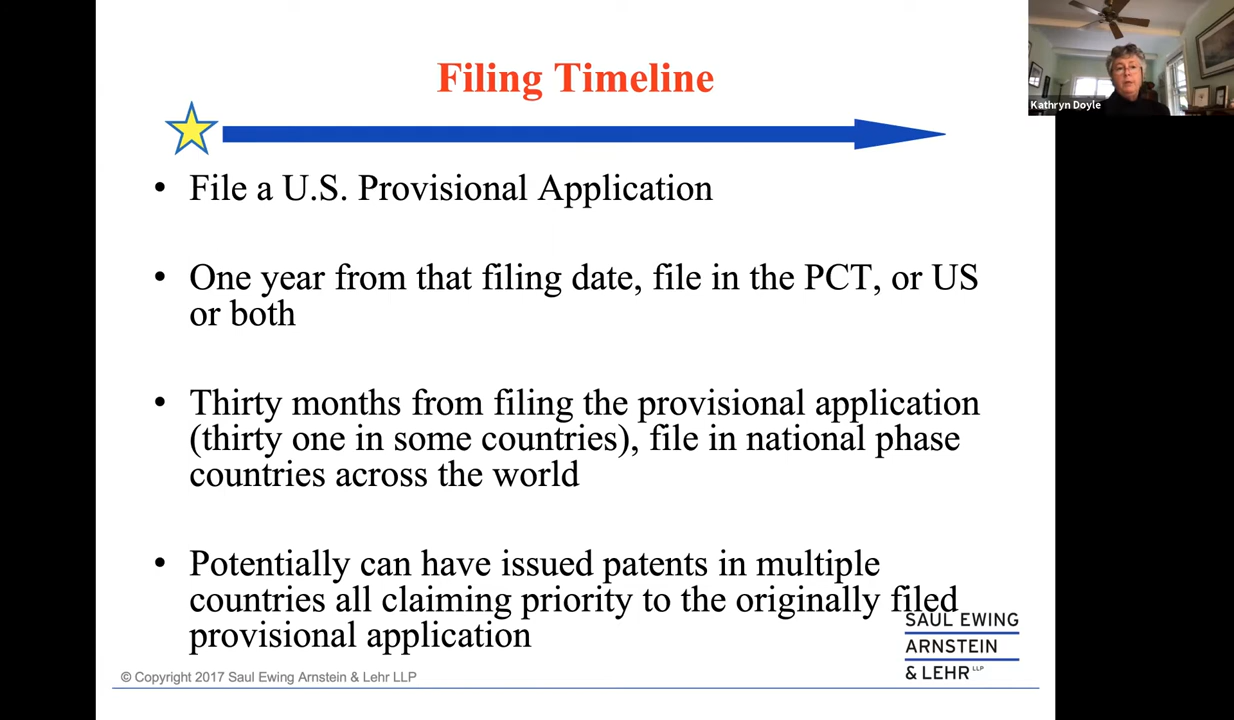 Filing Timeline
Kathryn Doyle
• File a U.S. Provisional Application
• One year from that filing date, file in the PCT, or US
or both
• Thirty months from filing the provisional application
(thirty one in some countries), file in national phase
countries across the world
• Potentially can have issued patents in multiple
countries all claiming priority to the originally filed
provisional application
SAUL EWING
ARNSTEIN
& LEHR LLP
© Copyright 2017 Saul Ewing Arnstein & Lehr LLP